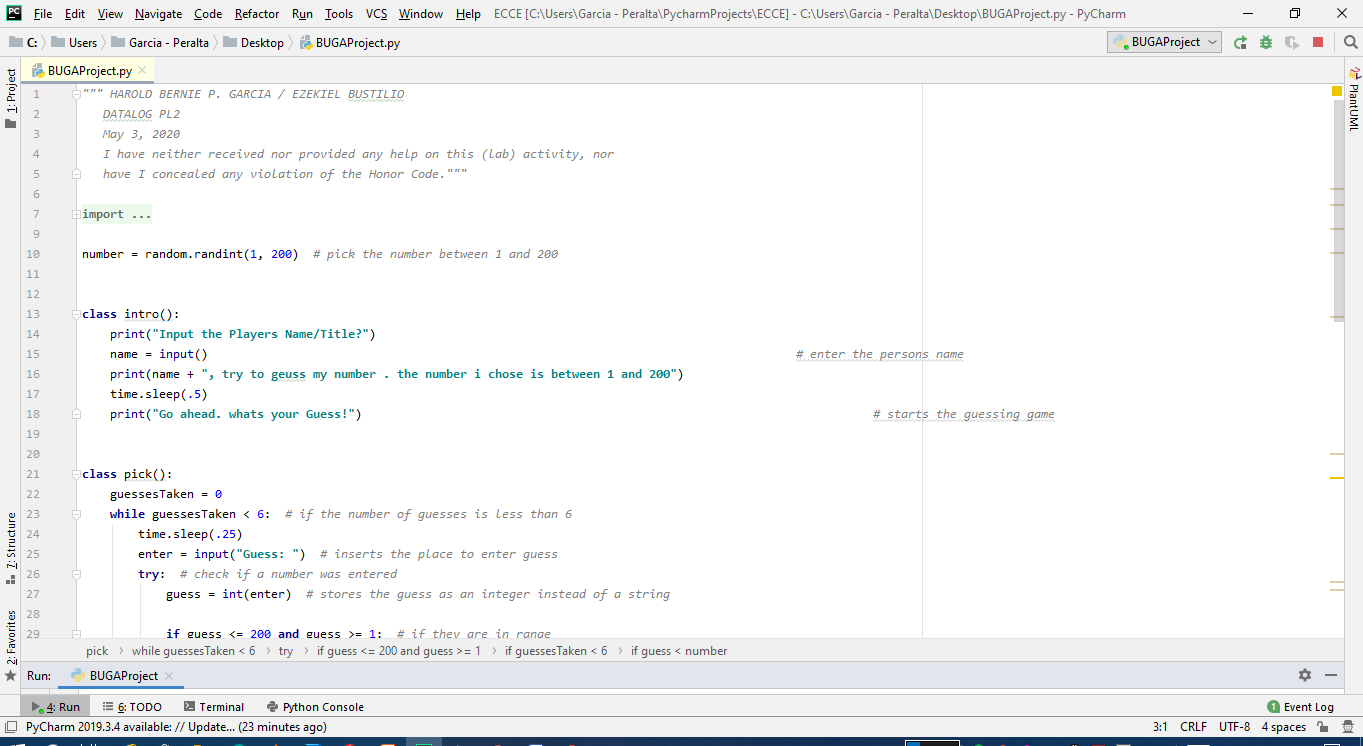 PC File Edit View Navigate Code Refactor Run Tools VCS Window Help ECCE [C:\Users\Garcia - Peralta\PycharmProjects\ECCE] - C:\Users\Garcia - Peralta\Desktop\BUGAProject.py - PyCharm
C: Users Garcia - Peralta Desktop BUGAProject.py BUGAProject
BUGAProject.py
1: Project
PlantUML
1 """ HAROLD BERNIE P. GARCIA / EZEKIEL BUSTILIO
2 DATALOG PL2
3 May 3, 2020
4 I have neither received nor provided any help on this (lab) activity, nor
5 have I concealed any violation of the Honor Code."""
6
7 import ...
9
10 number = random.randint(1, 200) # pick the number between 1 and 200
11
12
13 class intro():
14 print("Input the Players Name/Title?")
15 name = input() # enter the persons name
16 print(name + ", try to geuss my number . the number i chose is between 1 and 200")
17 time.sleep(.5)
18 print("Go ahead. whats your Guess!") # starts the guessing game
19
20
21 class pick():
22 guessesTaken = 0
23 while guessesTaken < 6: # if the number of guesses is less than 6
24 time.sleep(.25)
25 enter = input("Guess: ") # inserts the place to enter guess
26 try: # check if a number was entered
27 guess = int(enter) # stores the guess as an integer instead of a string
28
29 if guess <= 200 and guess >= 1: # if they are in range
7: Structure
2: Favorites
pick while guessesTaken < 6 try if guess <= 200 and guess >= 1 if guessesTaken < 6 if guess < number
Run: BUGAProject
4: Run 6: TODO Terminal Python Console 1 Event Log
PyCharm 2019.3.4 available: // Update... (23 minutes ago) 3:1 CRLF UTF-8 4 spaces